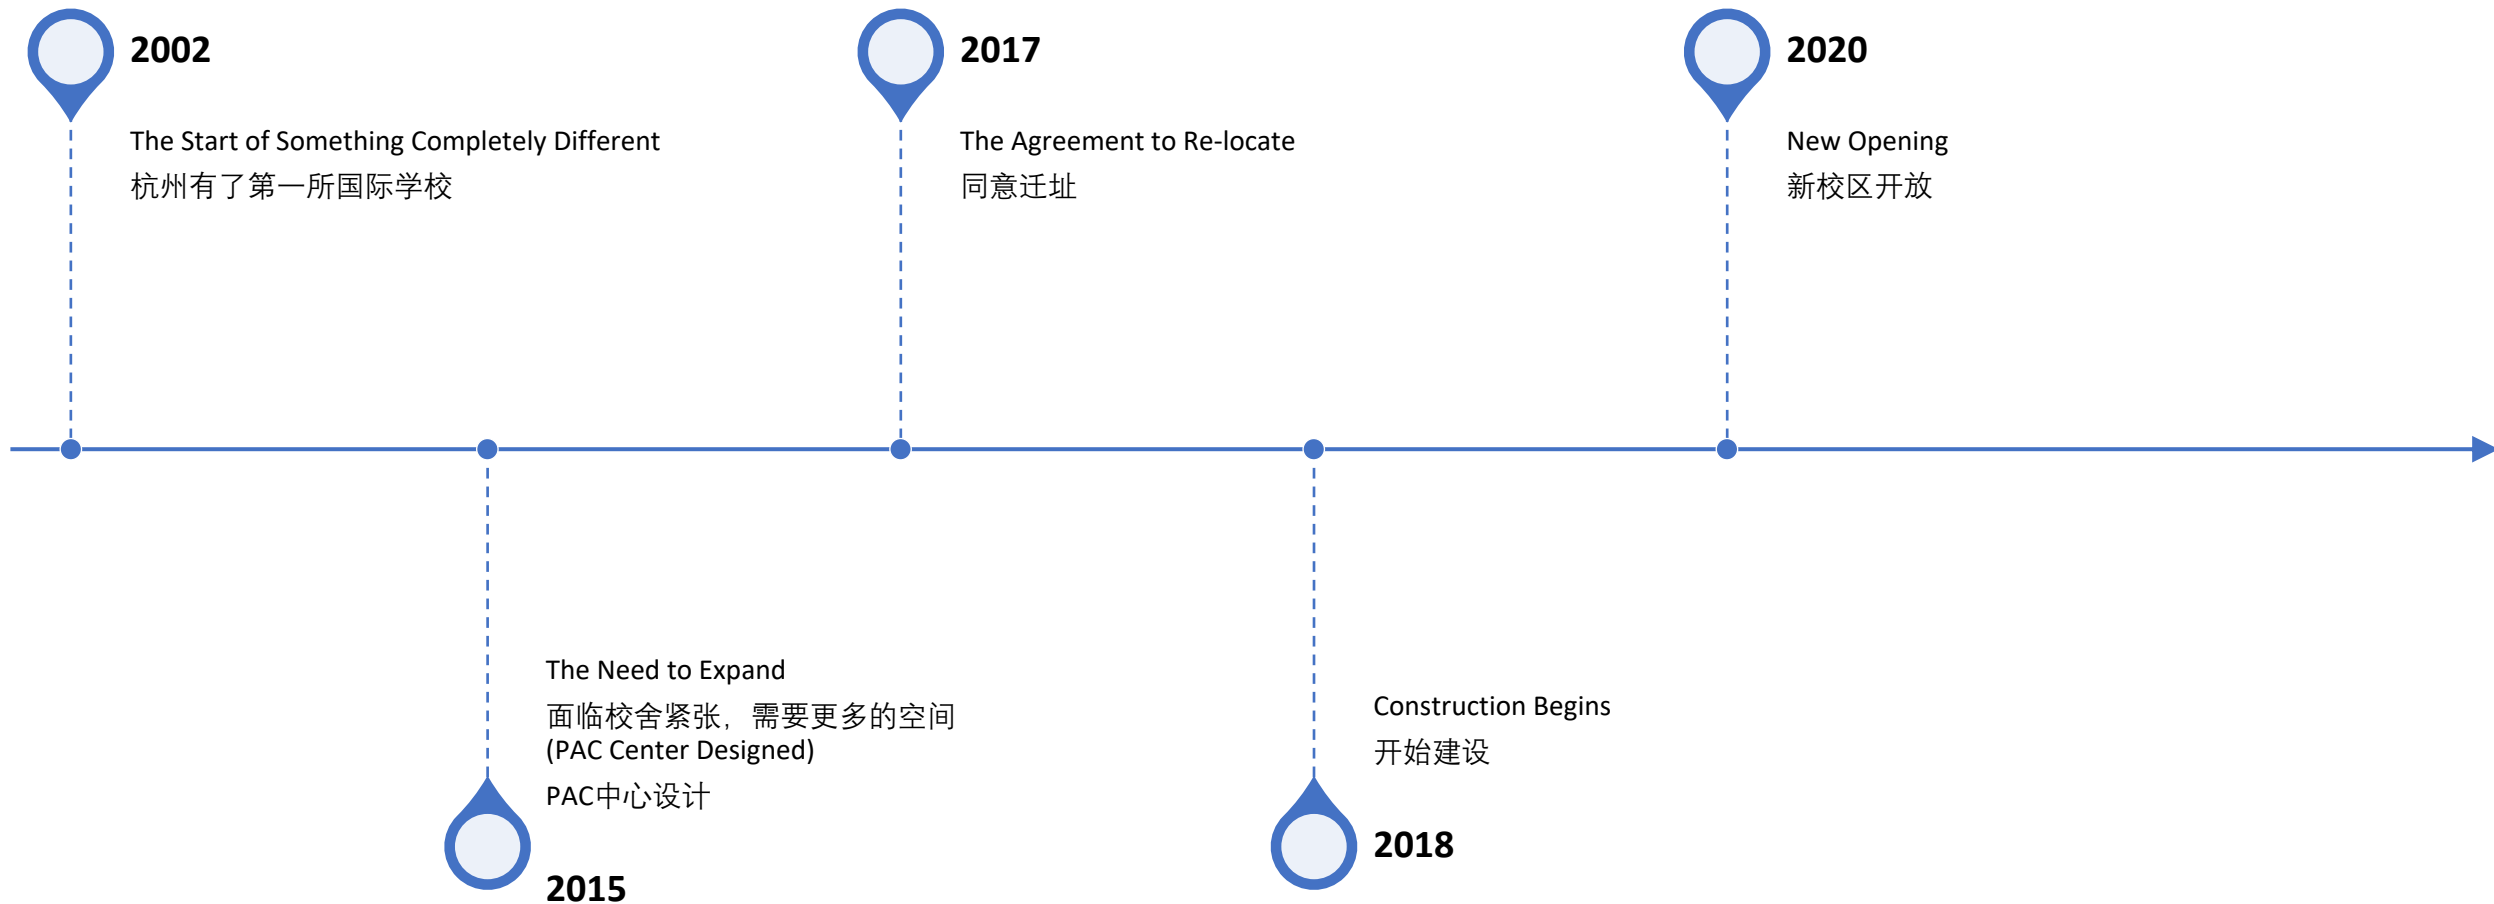 2002
The Start of Something Completely Different
杭州有了第一所国际学校
The Need to Expand
面临校舍紧张，需要更多的空间
(PAC Center Designed)
PAC中心设计
2015
2017
The Agreement to Re-locate
同意迁址
Construction Begins
开始建设
2018
2020
New Opening
新校区开放